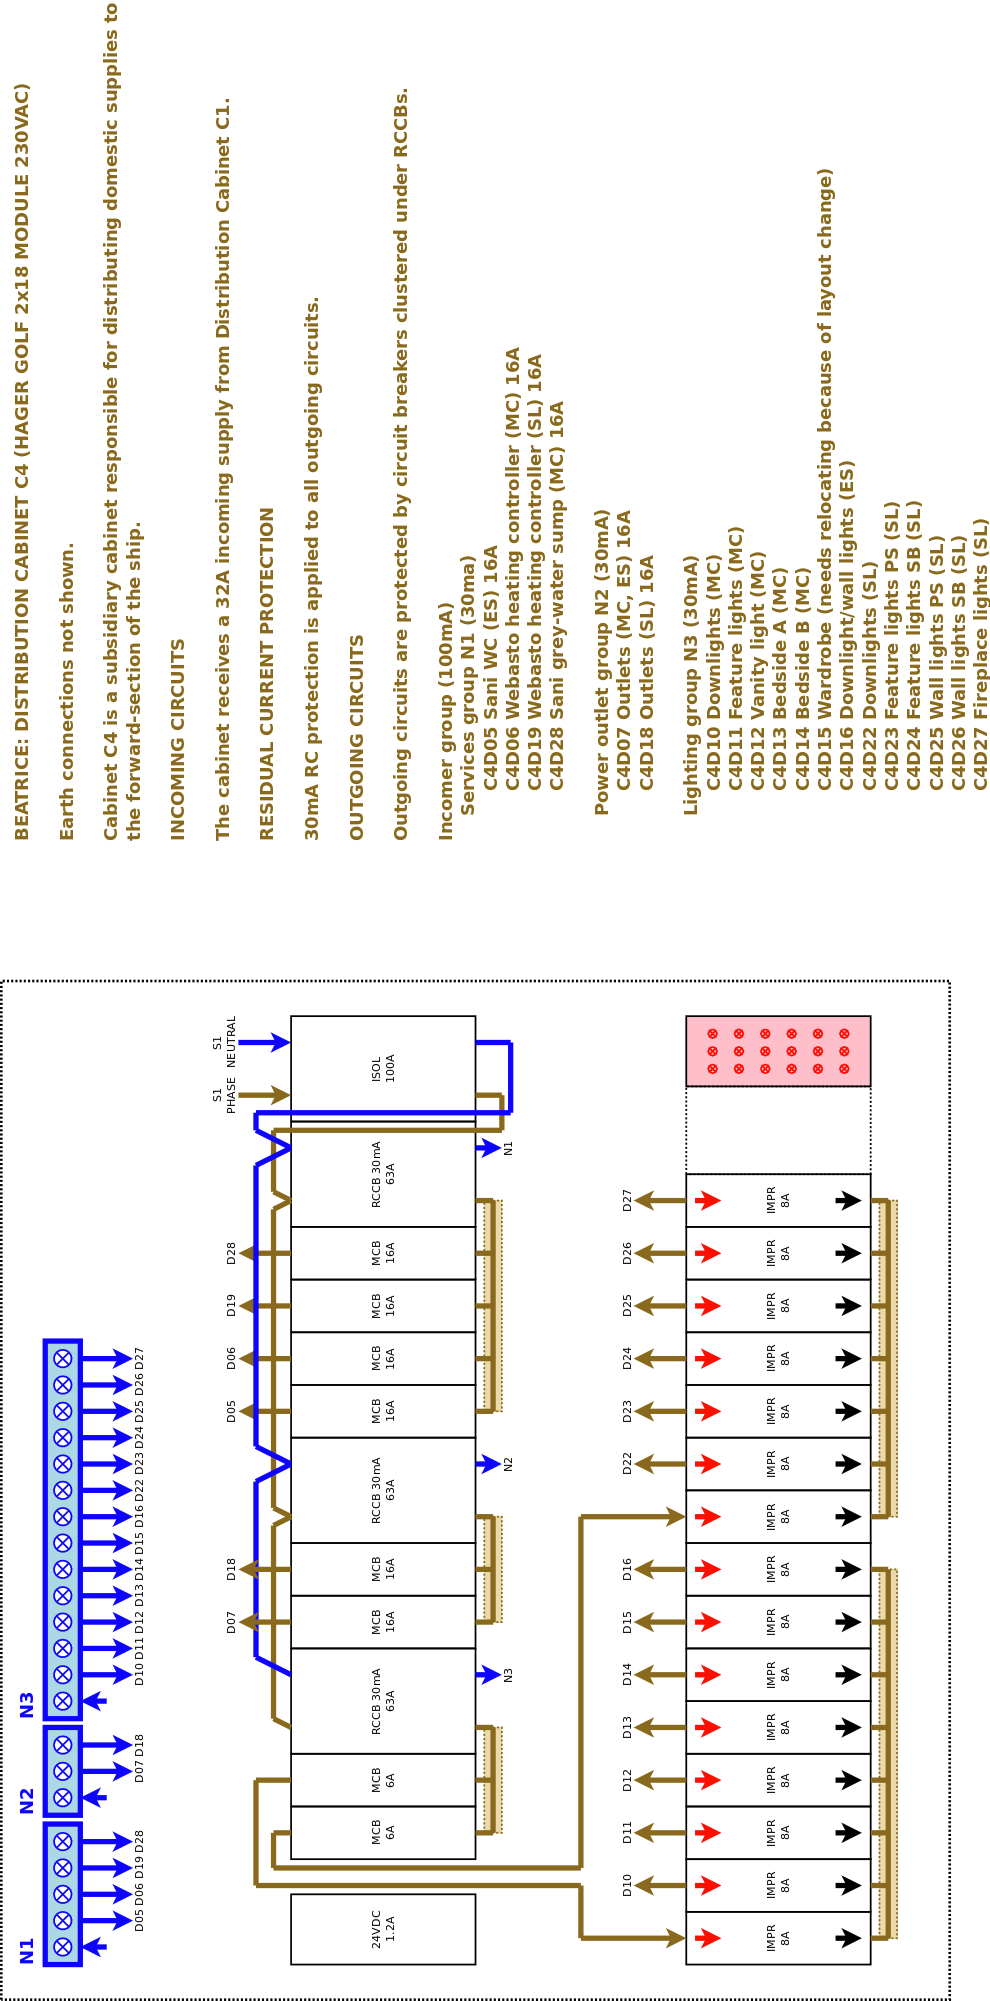 BEATRICE: DISTRIBUTION CABINET C4 (HAGER GOLF 2x18 MODULE 230VAC)
Earth connections not shown.
Cabinet C4 is a subsidiary cabinet responsible for distributing domestic supplies to
the forward-section of the ship.
INCOMING CIRCUITS
The cabinet receives a 32A incoming supply from Distribution Cabinet C1.
RESIDUAL CURRENT PROTECTION
30mA RC protection is applied to all outgoing circuits.
OUTGOING CIRCUITS
Outgoing circuits are protected by circuit breakers clustered under RCCBs.
Incomer group (100mA)
Services group N1 (30ma)
C4D05 Sani WC (ES) 16A
C4D06 Webasto heating controller (MC) 16A
C4D19 Webasto heating controller (SL) 16A
C4D28 Sani grey-water sump (MC) 16A
Power outlet group N2 (30mA)
C4D07 Outlets (MC, ES) 16A
C4D18 Outlets (SL) 16A
Lighting group N3 (30mA)
C4D10 Downlights (MC)
C4D11 Feature lights (MC)
C4D12 Vanity light (MC)
C4D13 Bedside A (MC)
C4D14 Bedside B (MC)
C4D15 Wardrobe (needs relocating because of layout change)
C4D16 Downlight/wall lights (ES)
C4D22 Downlights (SL)
C4D23 Feature lights PS (SL)
C4D24 Feature lights SB (SL)
C4D25 Wall lights PS (SL)
C4D26 Wall lights SB (SL)
C4D27 Fireplace lights (SL)
N1 N2 N3
D05 D06 D19 D28 D07 D18 D10 D11 D12 D13 D14 D15 D16 D22 D23 D24 D25 D26 D27
S1 S1
PHASE NEUTRAL
D07 D18 D05 D06 D19 D28
24VDC MCB MCB RCCB 30mA MCB MCB RCCB 30mA MCB MCB MCB MCB RCCB 30mA ISOL
1.2A 6A 6A 63A 16A 16A 63A 16A 16A 16A 16A 63A 100A
N3 N2 N1
D10 D11 D12 D13 D14 D15 D16 D22 D23 D24 D25 D26 D27
IMPR IMPR IMPR IMPR IMPR IMPR IMPR IMPR IMPR IMPR IMPR IMPR IMPR IMPR IMPR
8A 8A 8A 8A 8A 8A 8A 8A 8A 8A 8A 8A 8A 8A 8A